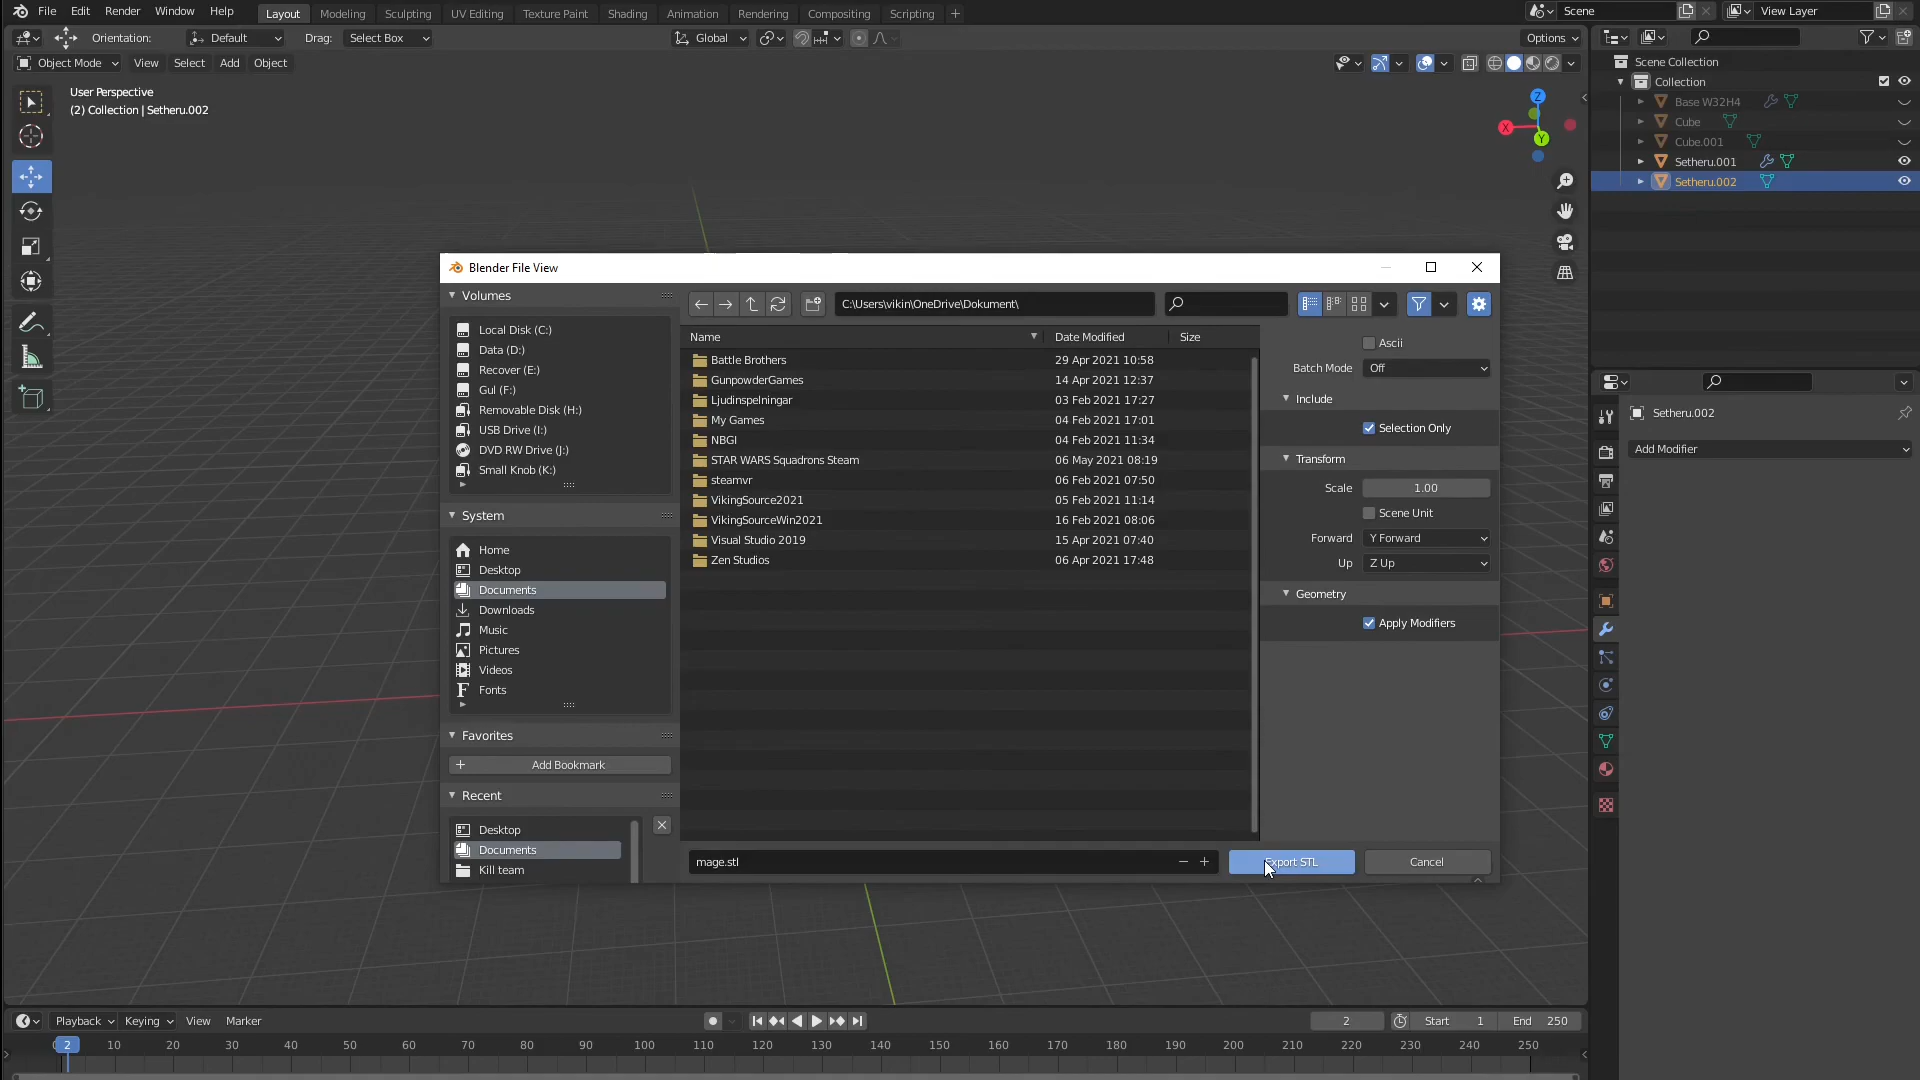 File Edit Render Window Help Layout Modeling Sculpting UV Editing Texture Paint Shading Animation Rendering Compositing Scripting + Scene View Layer
Orientation: Default Drag: Select Box Global Options
Object Mode View Select Add Object
User Perspective
(2) Collection | Setheru.002
Z
X
Y
Scene Collection
Collection
Base W32H4
Cube
Cube.001
Setheru.001
Setheru.002
Setheru.002
Add Modifier
Blender File View
Volumes
Local Disk (C:)
Data (D:)
Recover (E:)
Gul (F:)
Removable Disk (H:)
USB Drive (I:)
DVD RW Drive (J:)
Small Knob (K:)
System
Home
Desktop
Documents
Downloads
Music
Pictures
Videos
Fonts
Favorites
Add Bookmark
Recent
Desktop
Documents
Kill team
C:\Users\vikin\OneDrive\Dokument\
Name Date Modified Size
Battle Brothers 29 Apr 2021 10:58
GunpowderGames 14 Apr 2021 12:37
Ljudinspelningar 03 Feb 2021 17:27
My Games 04 Feb 2021 17:01
NBGI 04 Feb 2021 11:34
STAR WARS Squadrons Steam 06 May 2021 08:19
steamvr 06 Feb 2021 07:50
VikingSource2021 05 Feb 2021 11:14
VikingSourceWin2021 16 Feb 2021 08:06
Visual Studio 2019 15 Apr 2021 07:40
Zen Studios 06 Apr 2021 17:48
Ascii
Batch Mode Off
Include
Selection Only
Transform
Scale 1.00
Scene Unit
Forward Y Forward
Up Z Up
Geometry
Apply Modifiers
mage.stl Export STL Cancel
Playback Keying View Marker 2 Start 1 End 250
2 10 20 30 40 50 60 70 80 90 100 110 120 130 140 150 160 170 180 190 200 210 220 230 240 250